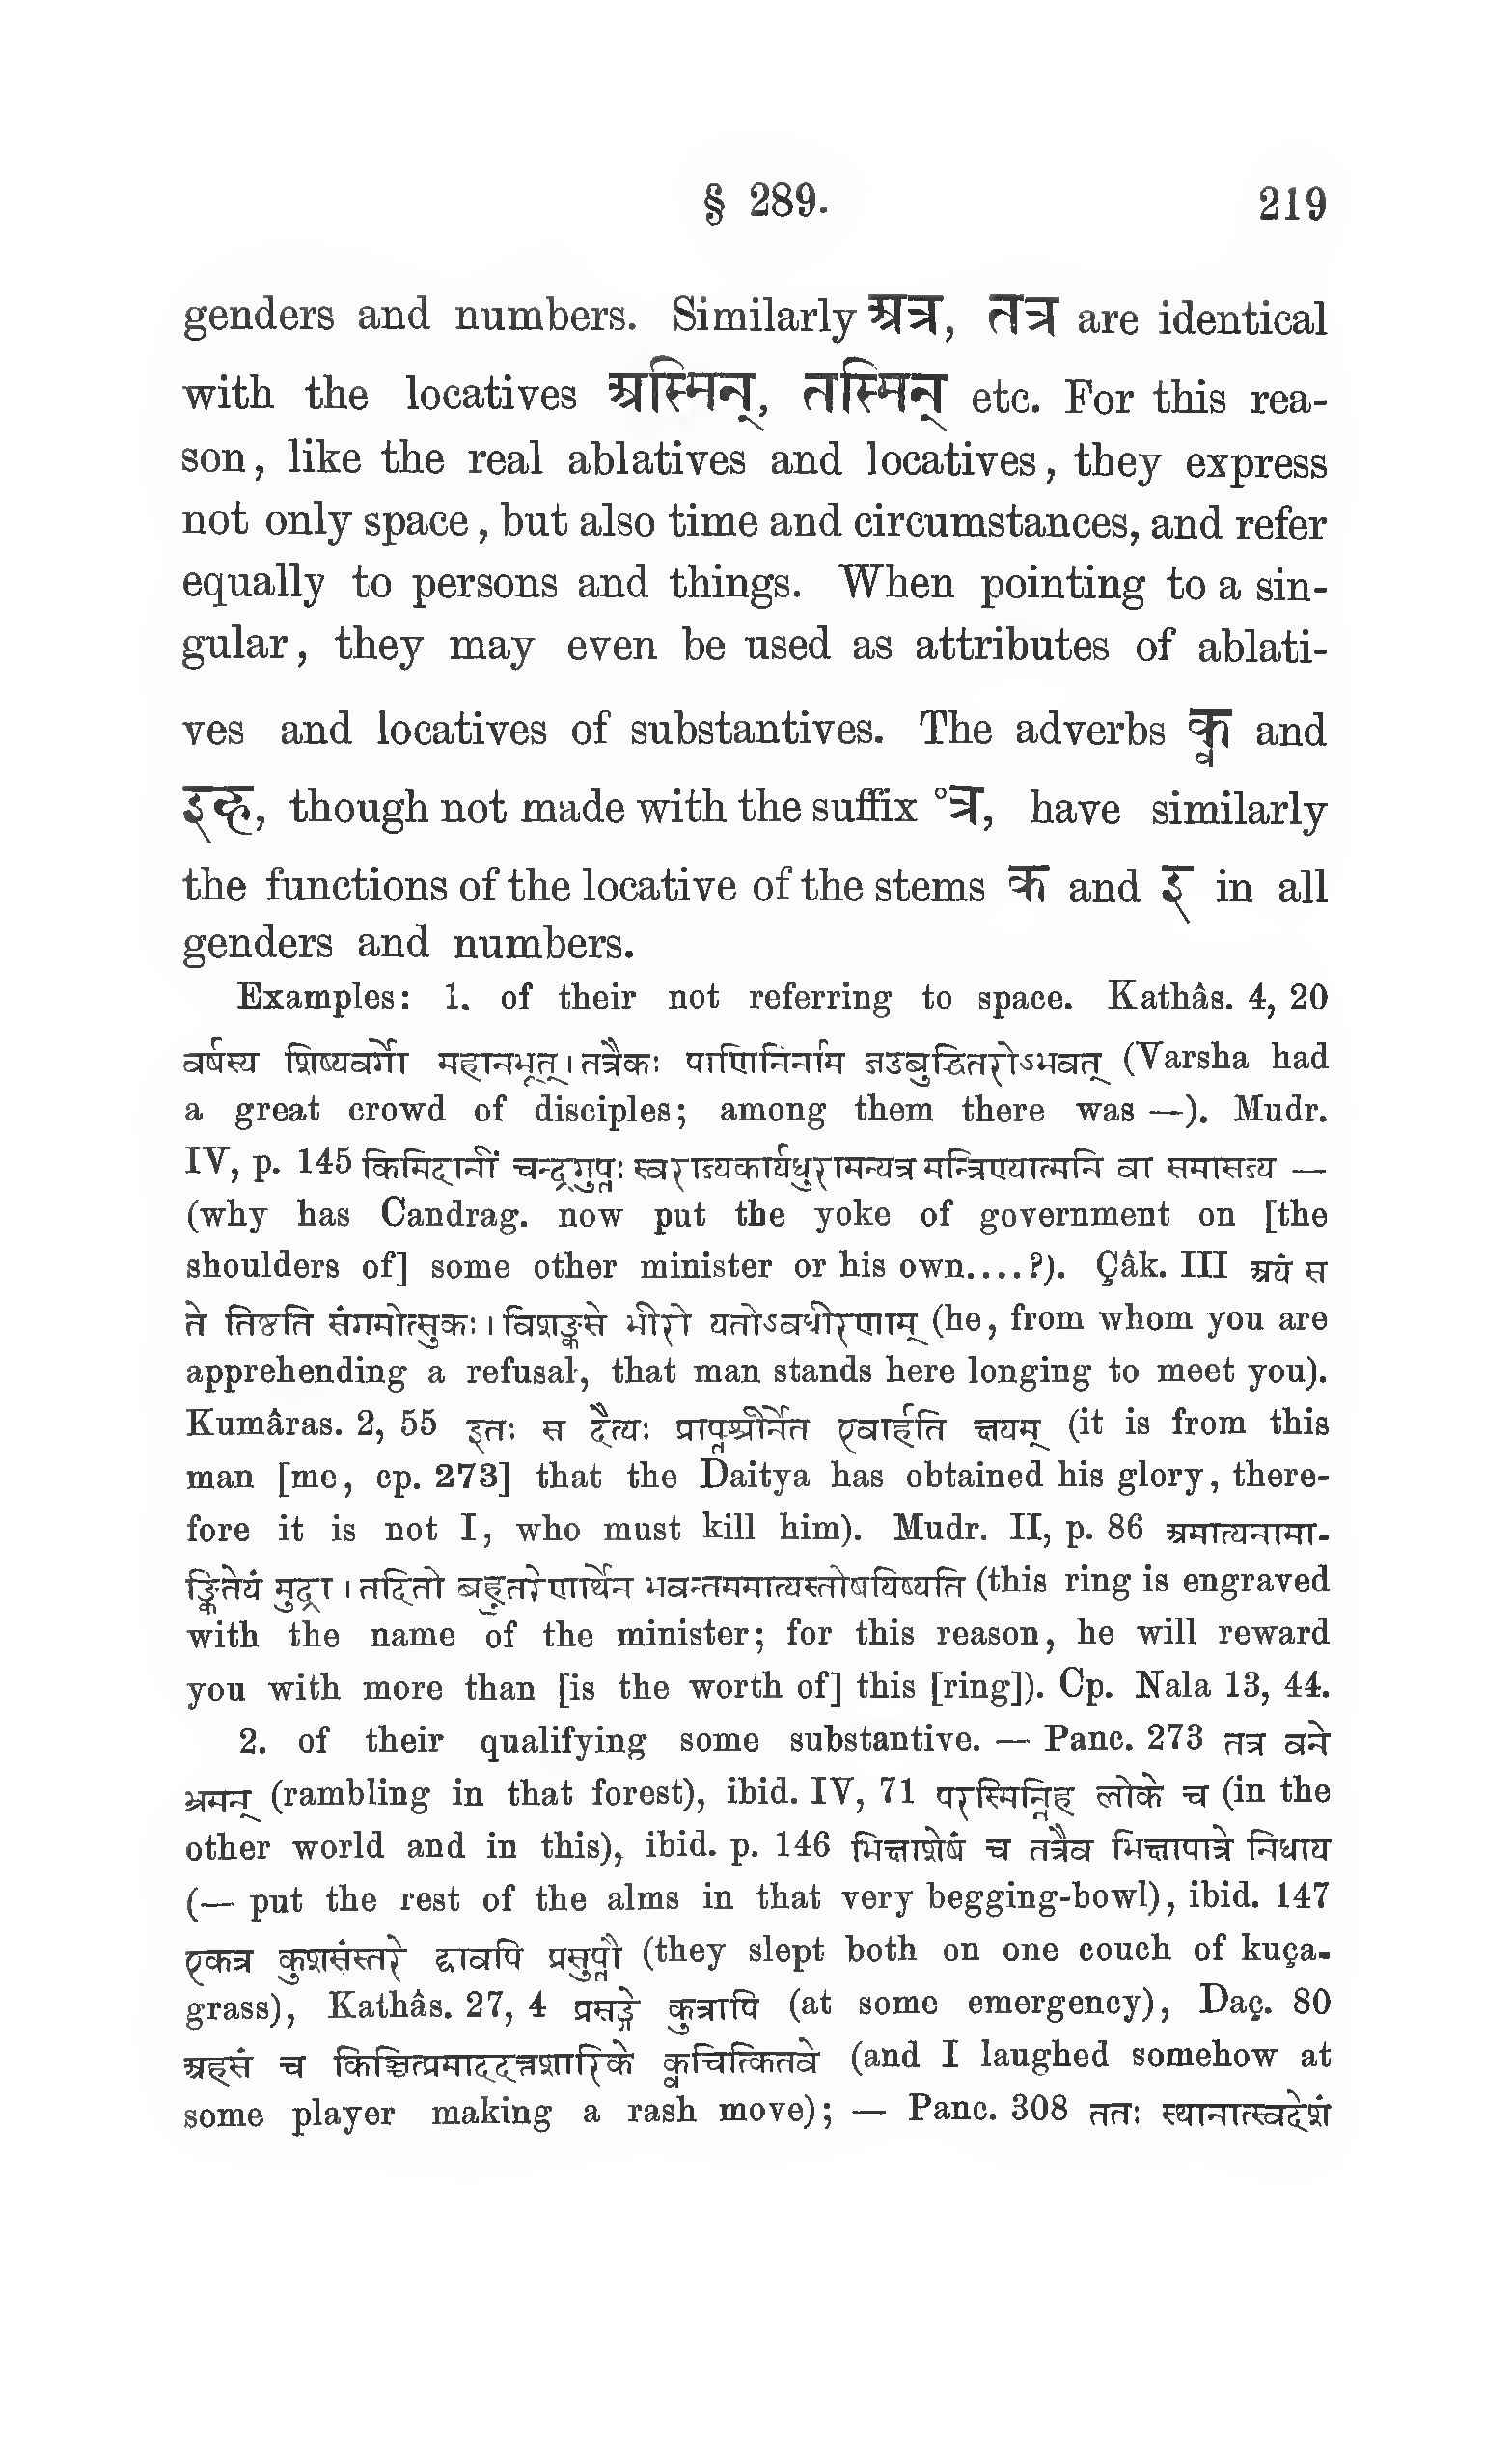 § 289. 219
genders and numbers. Similarly अत्र, तत्र are identical
with the locatives अस्मिन्, तस्मिन् etc. For this rea-
son, like the real ablatives and locatives, they express
not only space, but also time and circumstances, and refer
equally to persons and things. When pointing to a sin-
gular, they may even be used as attributes of ablati-
ves and locatives of substantives. The adverbs क्व and
इह, though not made with the suffix °त्र, have similarly
the functions of the locative of the stems क and इ in all
genders and numbers.
Examples: 1. of their not referring to space. Kathâs. 4, 20
वर्षस्य शिष्यवर्गो महानभूत् । तत्रैकः पाणिनिर्नाम जडबुद्धितरोऽभवत् (Varsha had
a great crowd of disciples; among them there was —). Mudr.
IV, p. 145 किमिदानीं चन्द्रगुप्तः स्वराज्यकार्यधुरामन्यत्र मन्त्रिण्यात्मनि वा समासज्य —
(why has Candrag. now put the yoke of government on [the
shoulders of] some other minister or his own....?). Çâk. III अयं स
ते तिष्ठति संगमोत्सुकः । विशङ्कसे भीरो यतोऽवधीरणाम् (he, from whom you are
apprehending a refusal, that man stands here longing to meet you).
Kumâras. 2, 55 इतः स दैत्यः प्राप्तश्रीर्नेत एवार्हति क्षयम् (it is from this
man [me, cp. 273] that the Daitya has obtained his glory, there-
fore it is not I, who must kill him). Mudr. II, p. 86 अमात्यनामा-
ङ्कितेयं मुद्रा । तदितो बहुतरेणार्थेन भवन्तममात्यस्तोषयिष्यति (this ring is engraved
with the name of the minister; for this reason, he will reward
you with more than [is the worth of] this [ring]). Cp. Nala 13, 44.
2. of their qualifying some substantive. — Panc. 273 तत्र वने
भ्रमन् (rambling in that forest), ibid. IV, 71 परस्मिन्निह लोके च (in the
other world and in this), ibid. p. 146 भिक्षाशेषं च तत्रैव भिक्षापात्रे निधाय
(— put the rest of the alms in that very begging-bowl), ibid. 147
एकत्र कुशसंस्तरे द्वावपि प्रसुप्तौ (they slept both on one couch of kuça-
grass), Kathâs. 27, 4 प्रसङ्गे कुत्रापि (at some emergency), Daç. 80
अहसं च किञ्चित्प्रमाददत्तशारिके क्वचित्कितवे (and I laughed somehow at
some player making a rash move); — Panc. 308 ततः स्थानात्स्वदेशं